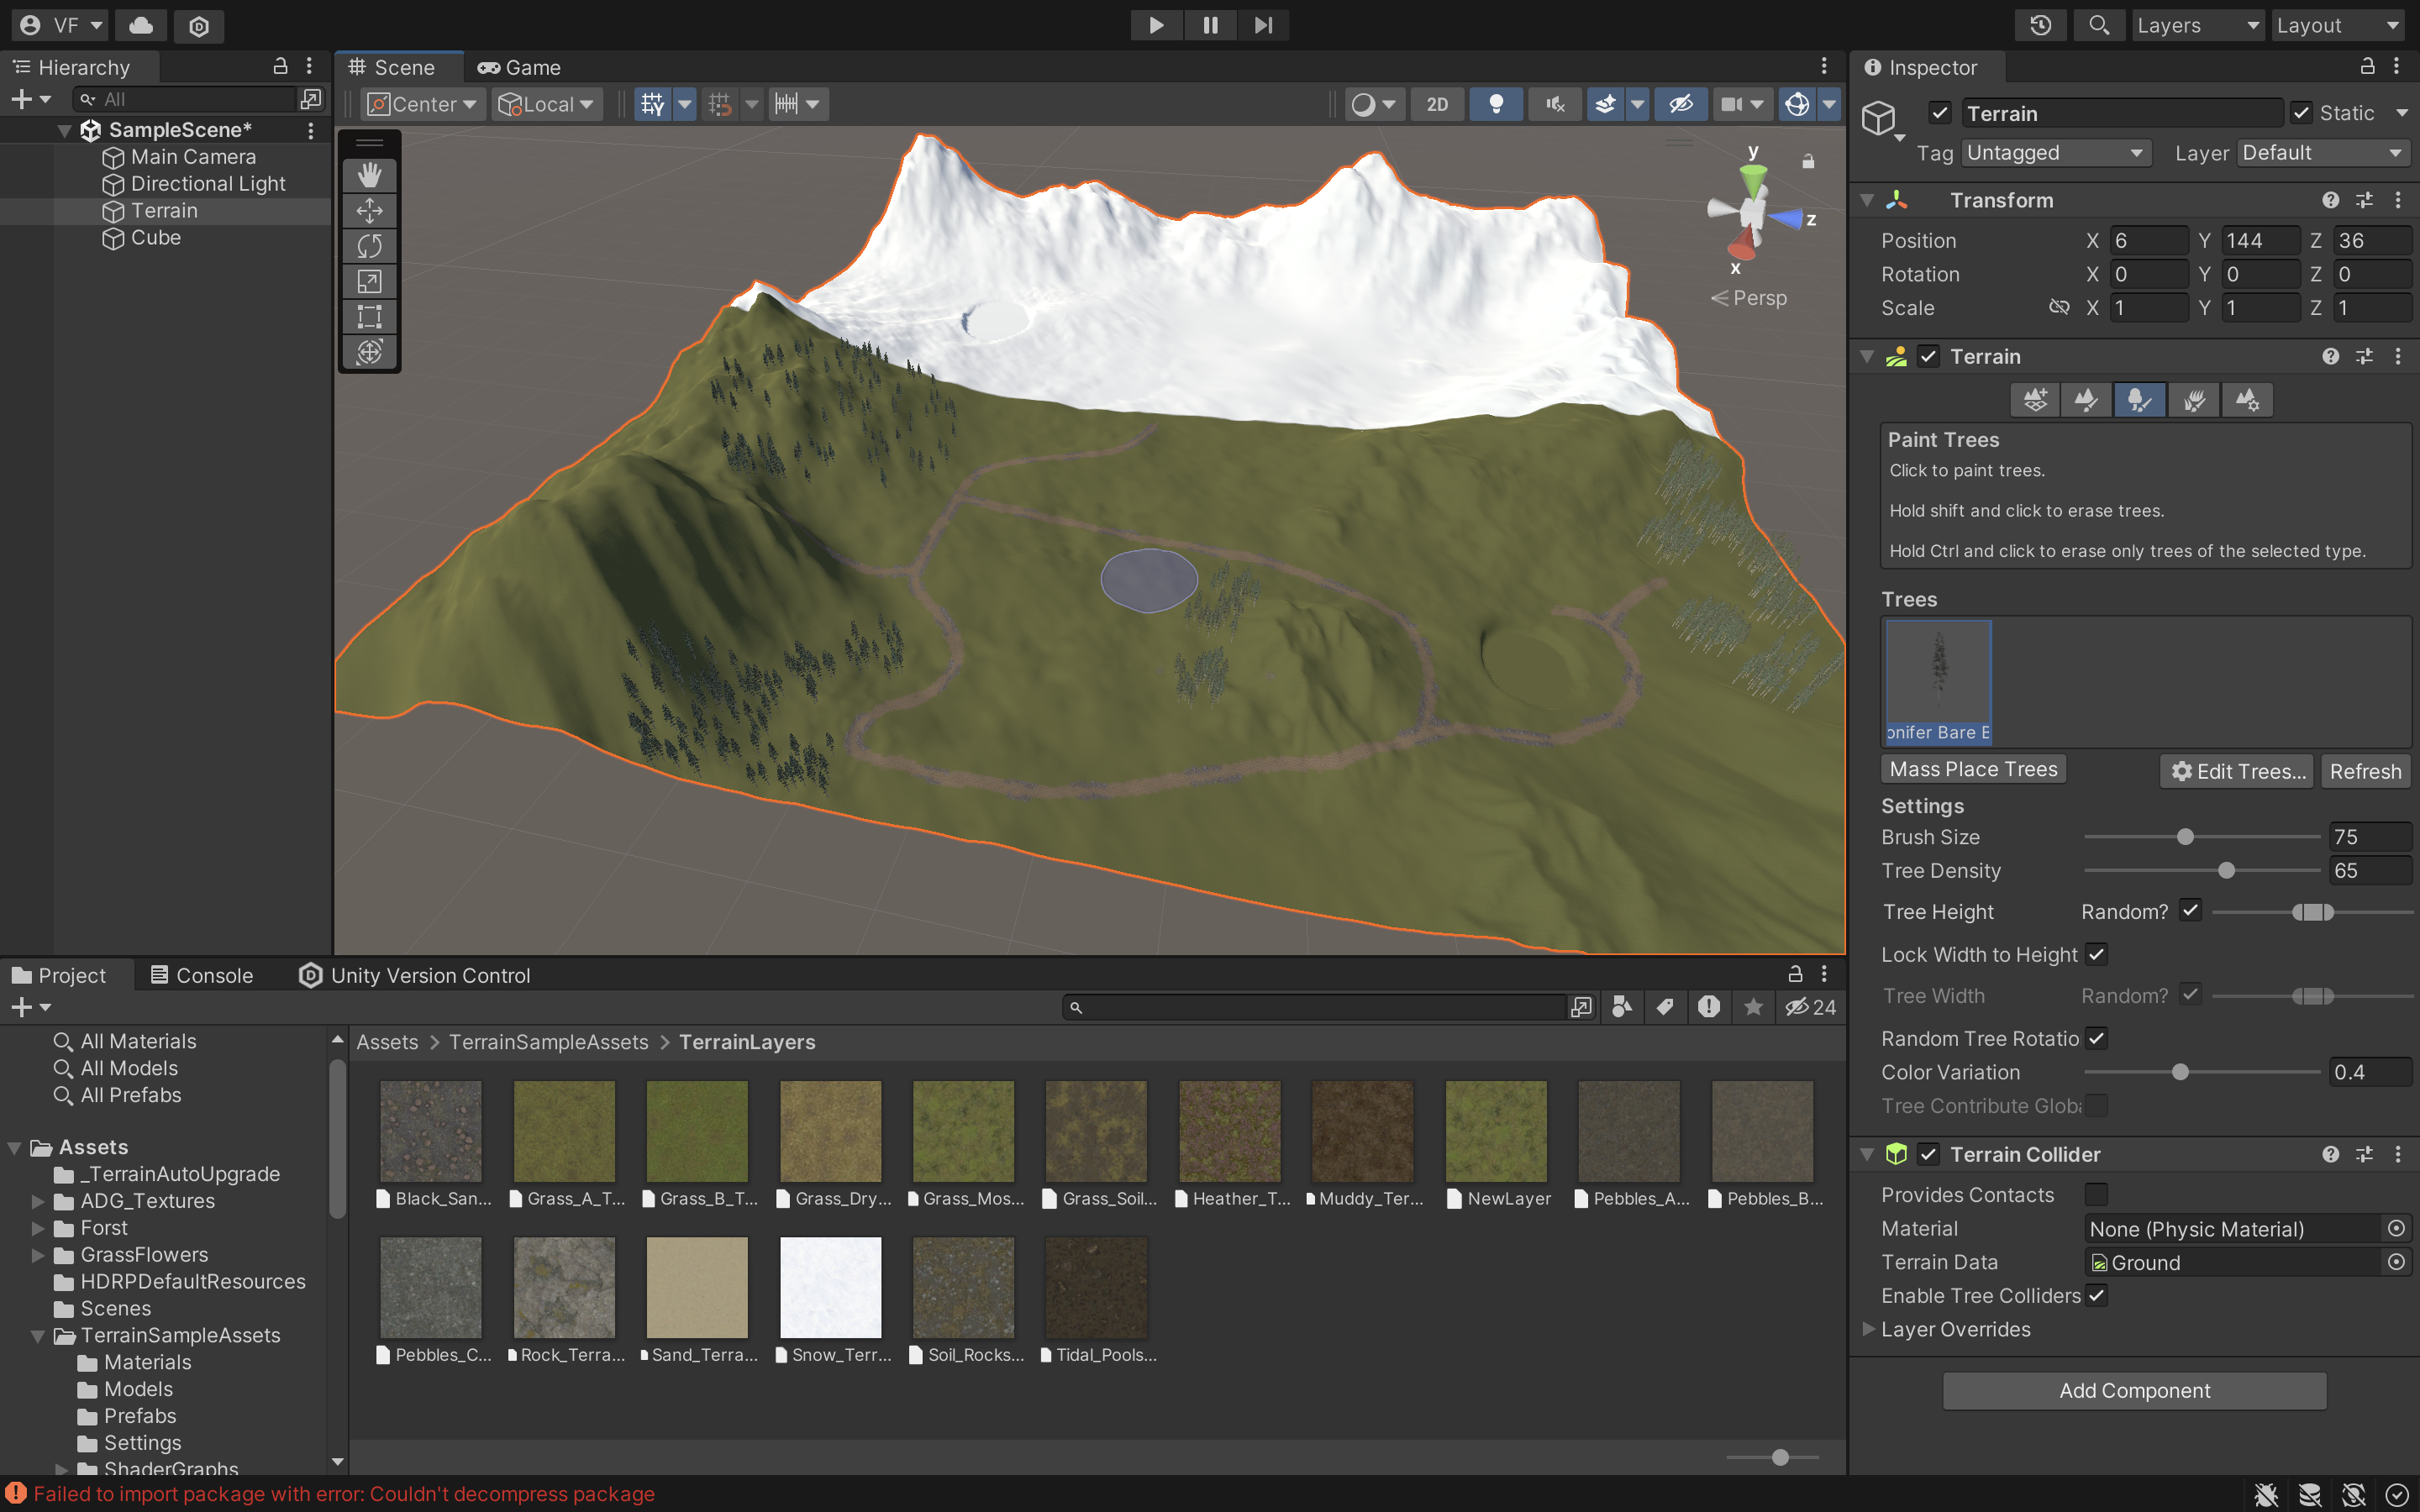 VF
Layers
Layout
Hierarchy
All
SampleScene*
Main Camera
Directional Light
Terrain
Cube
Scene
Game
Center
Local
2D
y
z
x
Persp
Inspector
Terrain
Static
Tag Untagged
Layer Default
Transform
Position X 6 Y 144 Z 36
Rotation X 0 Y 0 Z 0
Scale X 1 Y 1 Z 1
Terrain
Paint Trees
Click to paint trees.
Hold shift and click to erase trees.
Hold Ctrl and click to erase only trees of the selected type.
Trees
onifer Bare B
Mass Place Trees
Edit Trees...
Refresh
Settings
Brush Size 75
Tree Density 65
Tree Height Random?
Lock Width to Height
Tree Width Random?
Random Tree Rotatio
Color Variation 0.4
Tree Contribute Globa
Terrain Collider
Provides Contacts
Material None (Physic Material)
Terrain Data Ground
Enable Tree Colliders
Layer Overrides
Add Component
Project
Console
Unity Version Control
24
All Materials
All Models
All Prefabs
Assets
_TerrainAutoUpgrade
ADG_Textures
Forst
GrassFlowers
HDRPDefaultResources
Scenes
TerrainSampleAssets
Materials
Models
Prefabs
Settings
ShaderGraphs
Assets > TerrainSampleAssets > TerrainLayers
Black_San...
Grass_A_T...
Grass_B_T...
Grass_Dry...
Grass_Mos...
Grass_Soil...
Heather_T...
Muddy_Ter...
NewLayer
Pebbles_A...
Pebbles_B...
Pebbles_C...
Rock_Terra...
Sand_Terra...
Snow_Terr...
Soil_Rocks...
Tidal_Pools...
Failed to import package with error: Couldn't decompress package